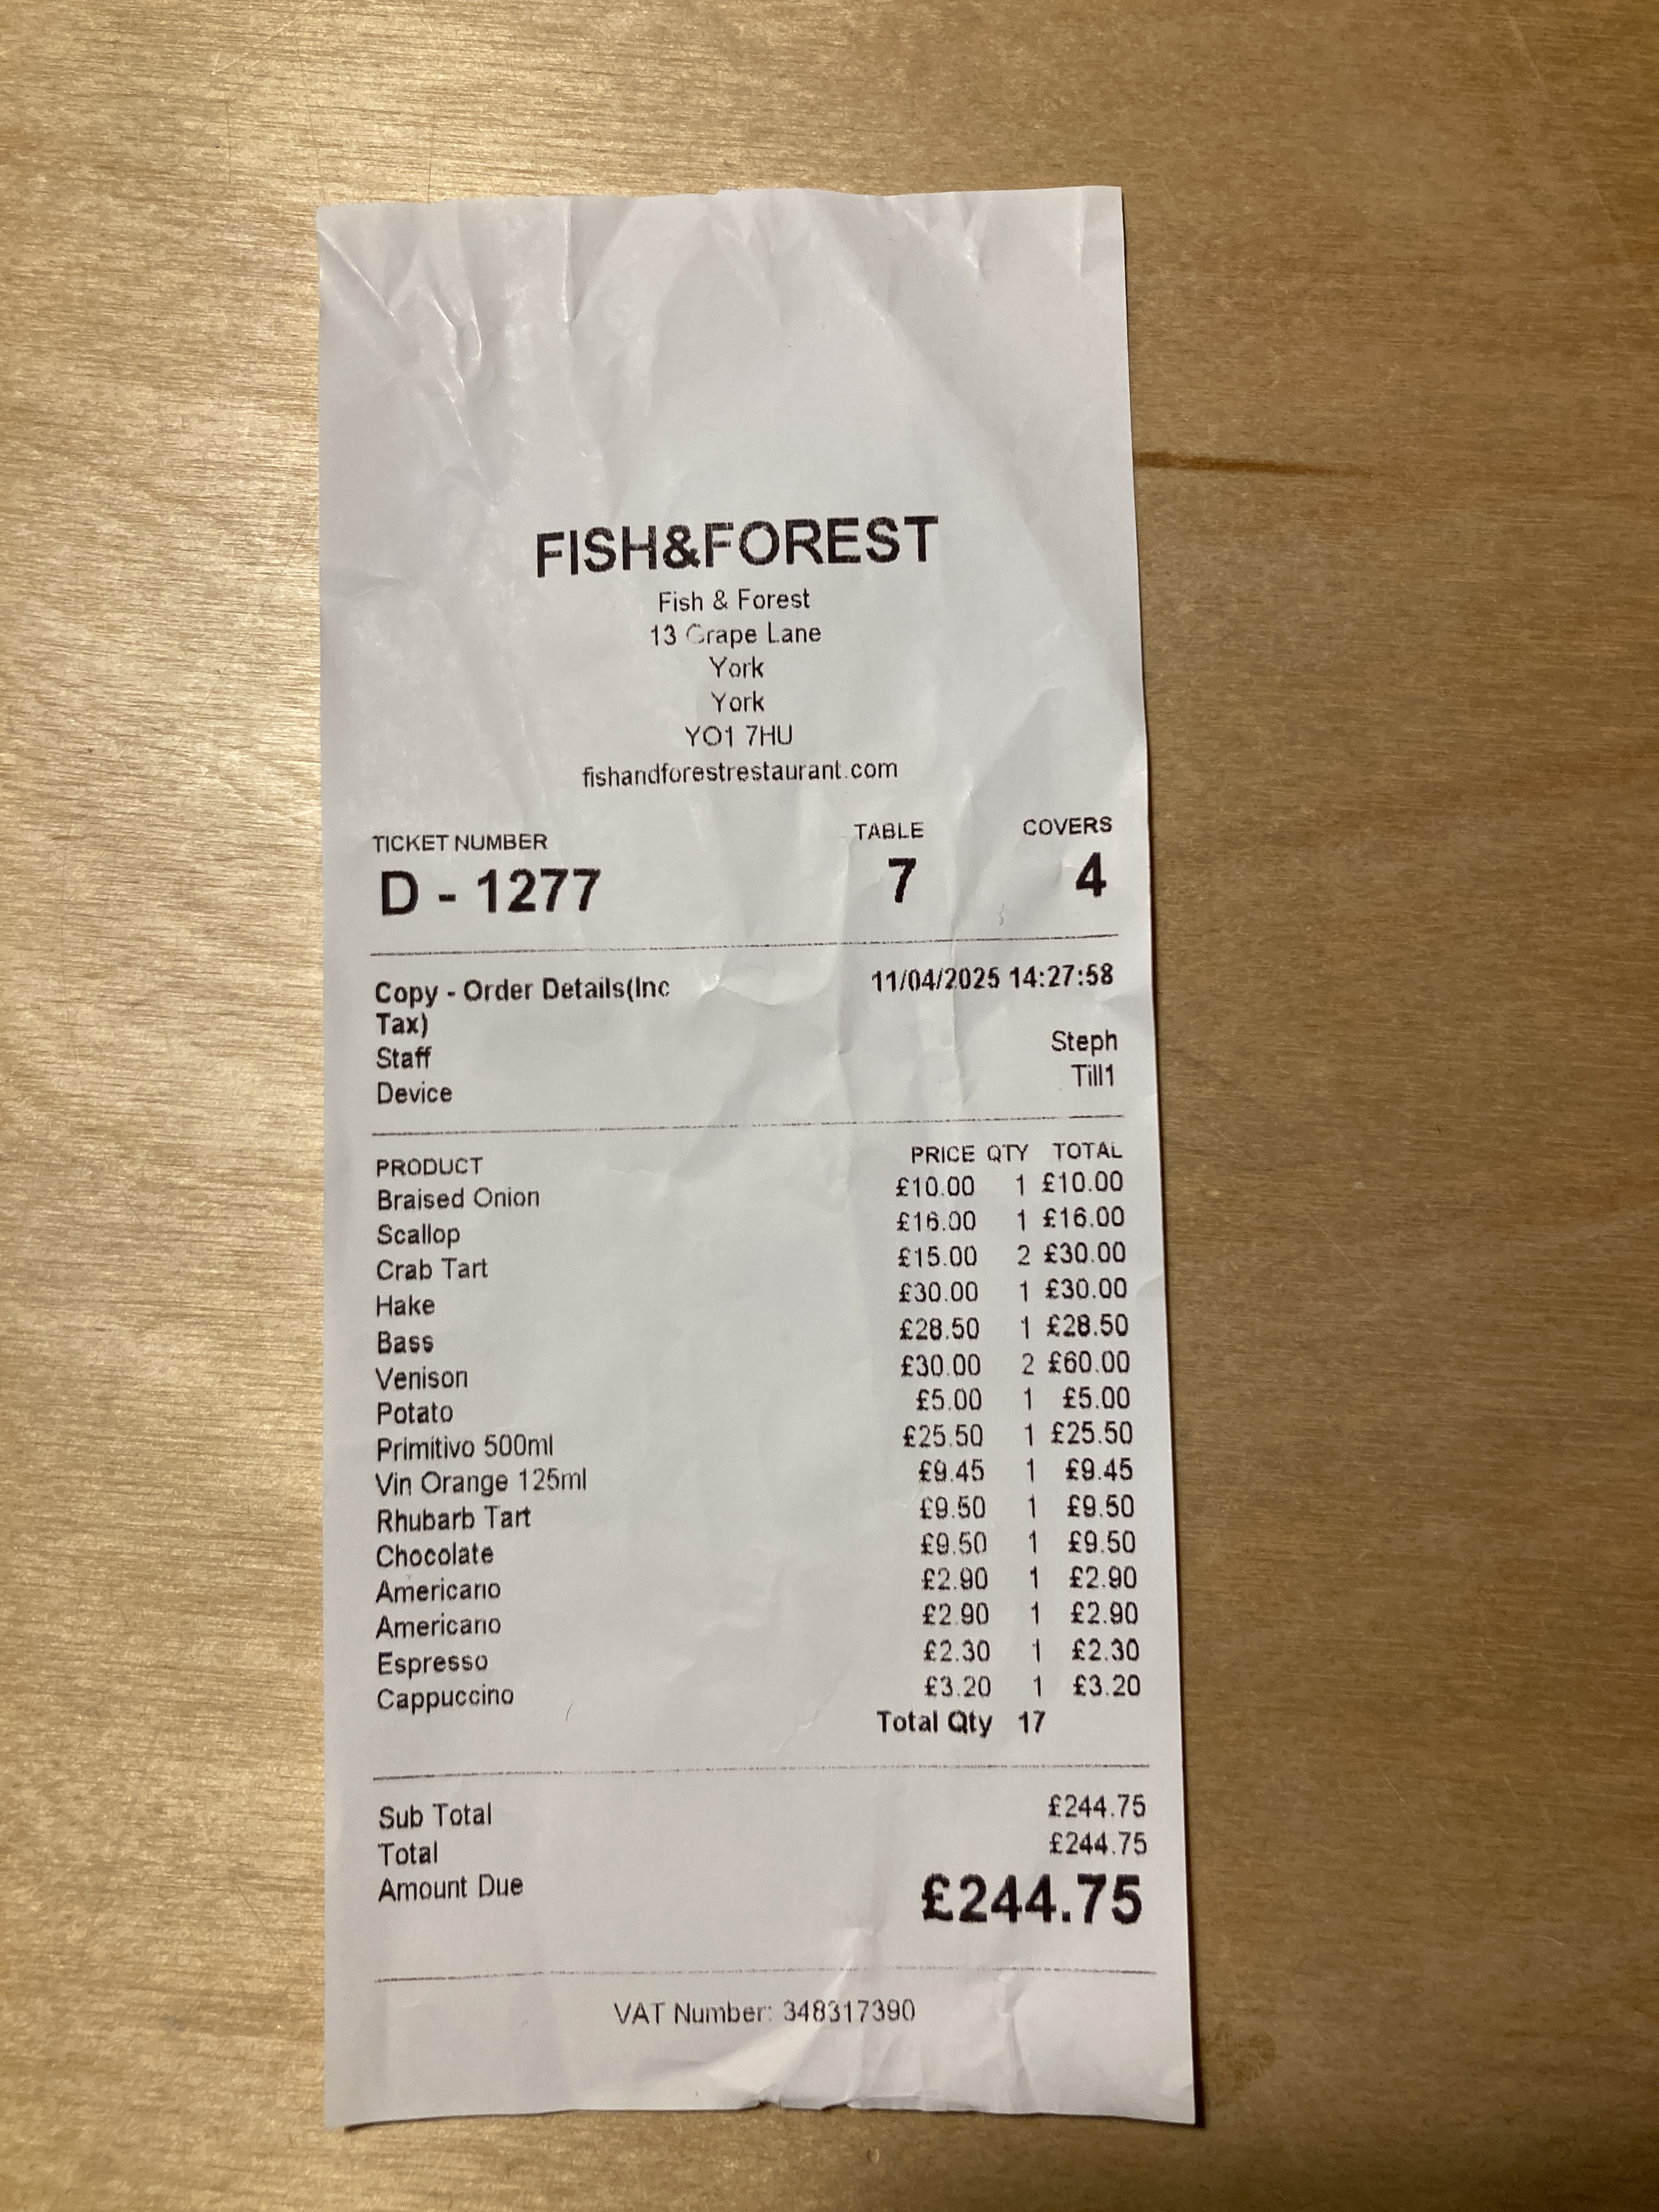 FISH&FOREST
Fish & Forest
13 Grape Lane
York
York
YO1 7HU
fishandforestrestaurant.com
TICKET NUMBER TABLE COVERS
D - 1277 7 4
Copy - Order Details(Inc 11/04/2025 14:27:58
Tax)
Staff Steph
Device Till1
PRODUCT PRICE QTY TOTAL
Braised Onion £10.00 1 £10.00
Scallop £16.00 1 £16.00
Crab Tart £15.00 2 £30.00
Hake £30.00 1 £30.00
Bass £28.50 1 £28.50
Venison £30.00 2 £60.00
Potato £5.00 1 £5.00
Primitivo 500ml £25.50 1 £25.50
Vin Orange 125ml £9.45 1 £9.45
Rhubarb Tart £9.50 1 £9.50
Chocolate £9.50 1 £9.50
Americano £2.90 1 £2.90
Americano £2.90 1 £2.90
Espresso £2.30 1 £2.30
Cappuccino £3.20 1 £3.20
Total Qty 17
Sub Total £244.75
Total £244.75
Amount Due £244.75
VAT Number: 348317390